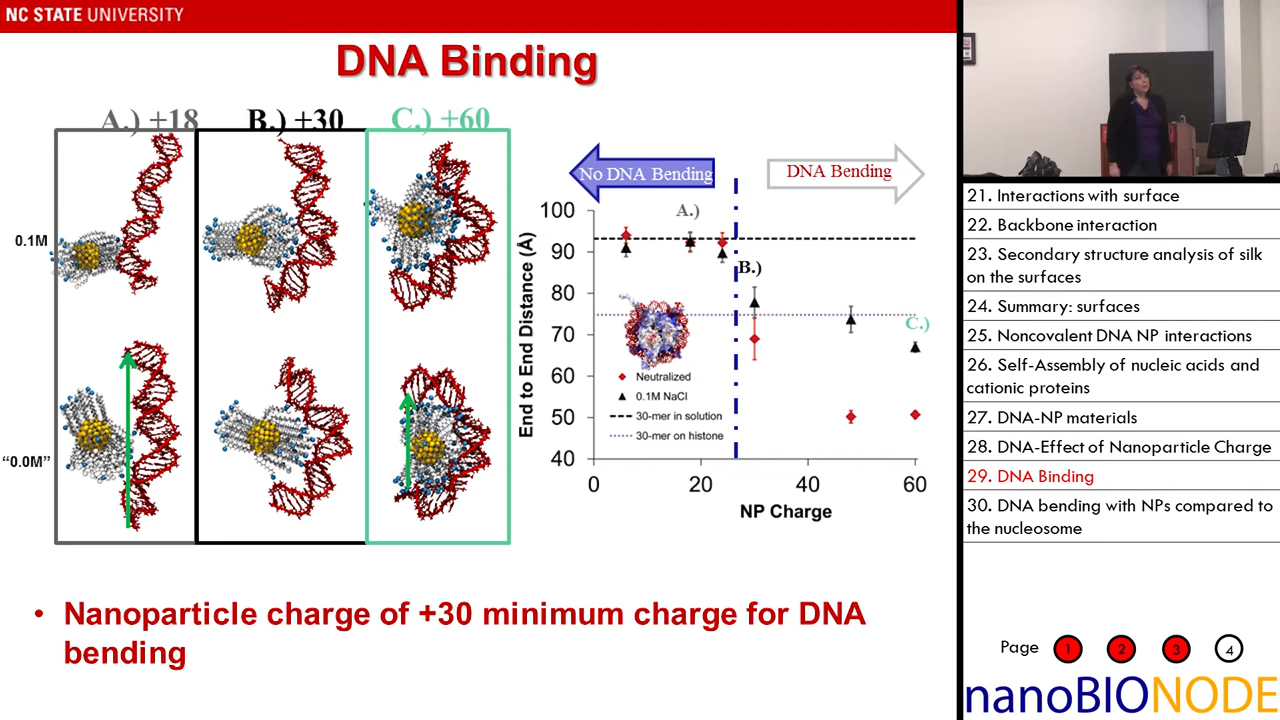 NC STATE UNIVERSITY
DNA Binding
A.) +18
B.) +30
C.) +60
0.1M
"0.0M"
No DNA Bending
DNA Bending
A.)
B.)
C.)
End to End Distance (Å)
100
90
80
70
60
50
40
Neutralized
0.1M NaCl
30-mer in solution
30-mer on histone
0
20
40
60
NP Charge
• Nanoparticle charge of +30 minimum charge for DNA
bending
21. Interactions with surface
22. Backbone interaction
23. Secondary structure analysis of silk
on the surfaces
24. Summary: surfaces
25. Noncovalent DNA NP interactions
26. Self-Assembly of nucleic acids and
cationic proteins
27. DNA-NP materials
28. DNA-Effect of Nanoparticle Charge
29. DNA Binding
30. DNA bending with NPs compared to
the nucleosome
Page 1 2 3 4
nanoBIONODE